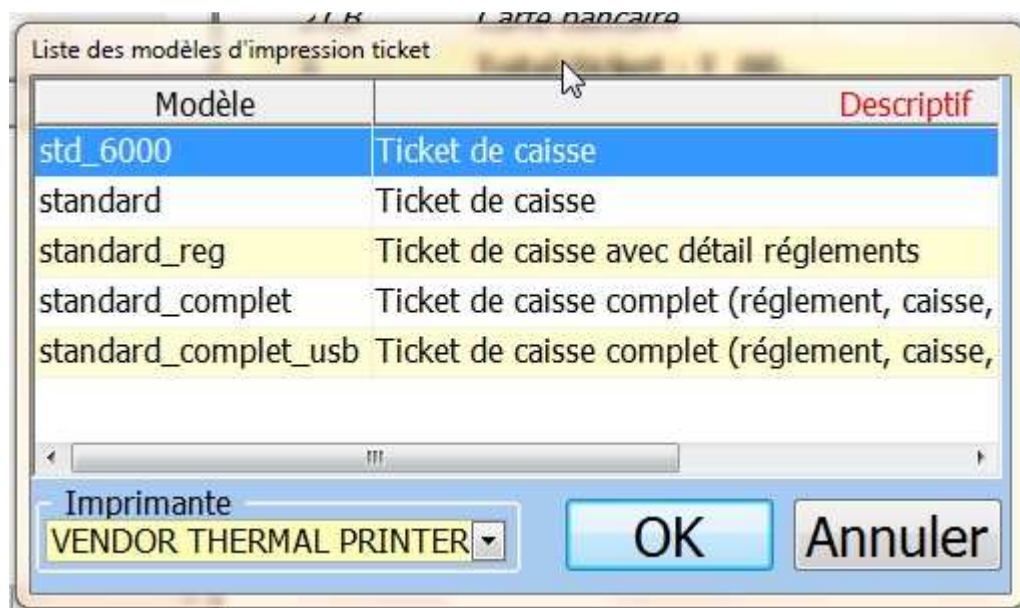 Carte bancaire
Liste des modèles d'impression ticket
Modèle Descriptif
std_6000 Ticket de caisse
standard Ticket de caisse
standard_reg Ticket de caisse avec détail réglements
standard_complet Ticket de caisse complet (réglement, caisse,
standard_complet_usb Ticket de caisse complet (réglement, caisse,
Imprimante
VENDOR THERMAL PRINTER
OK Annuler